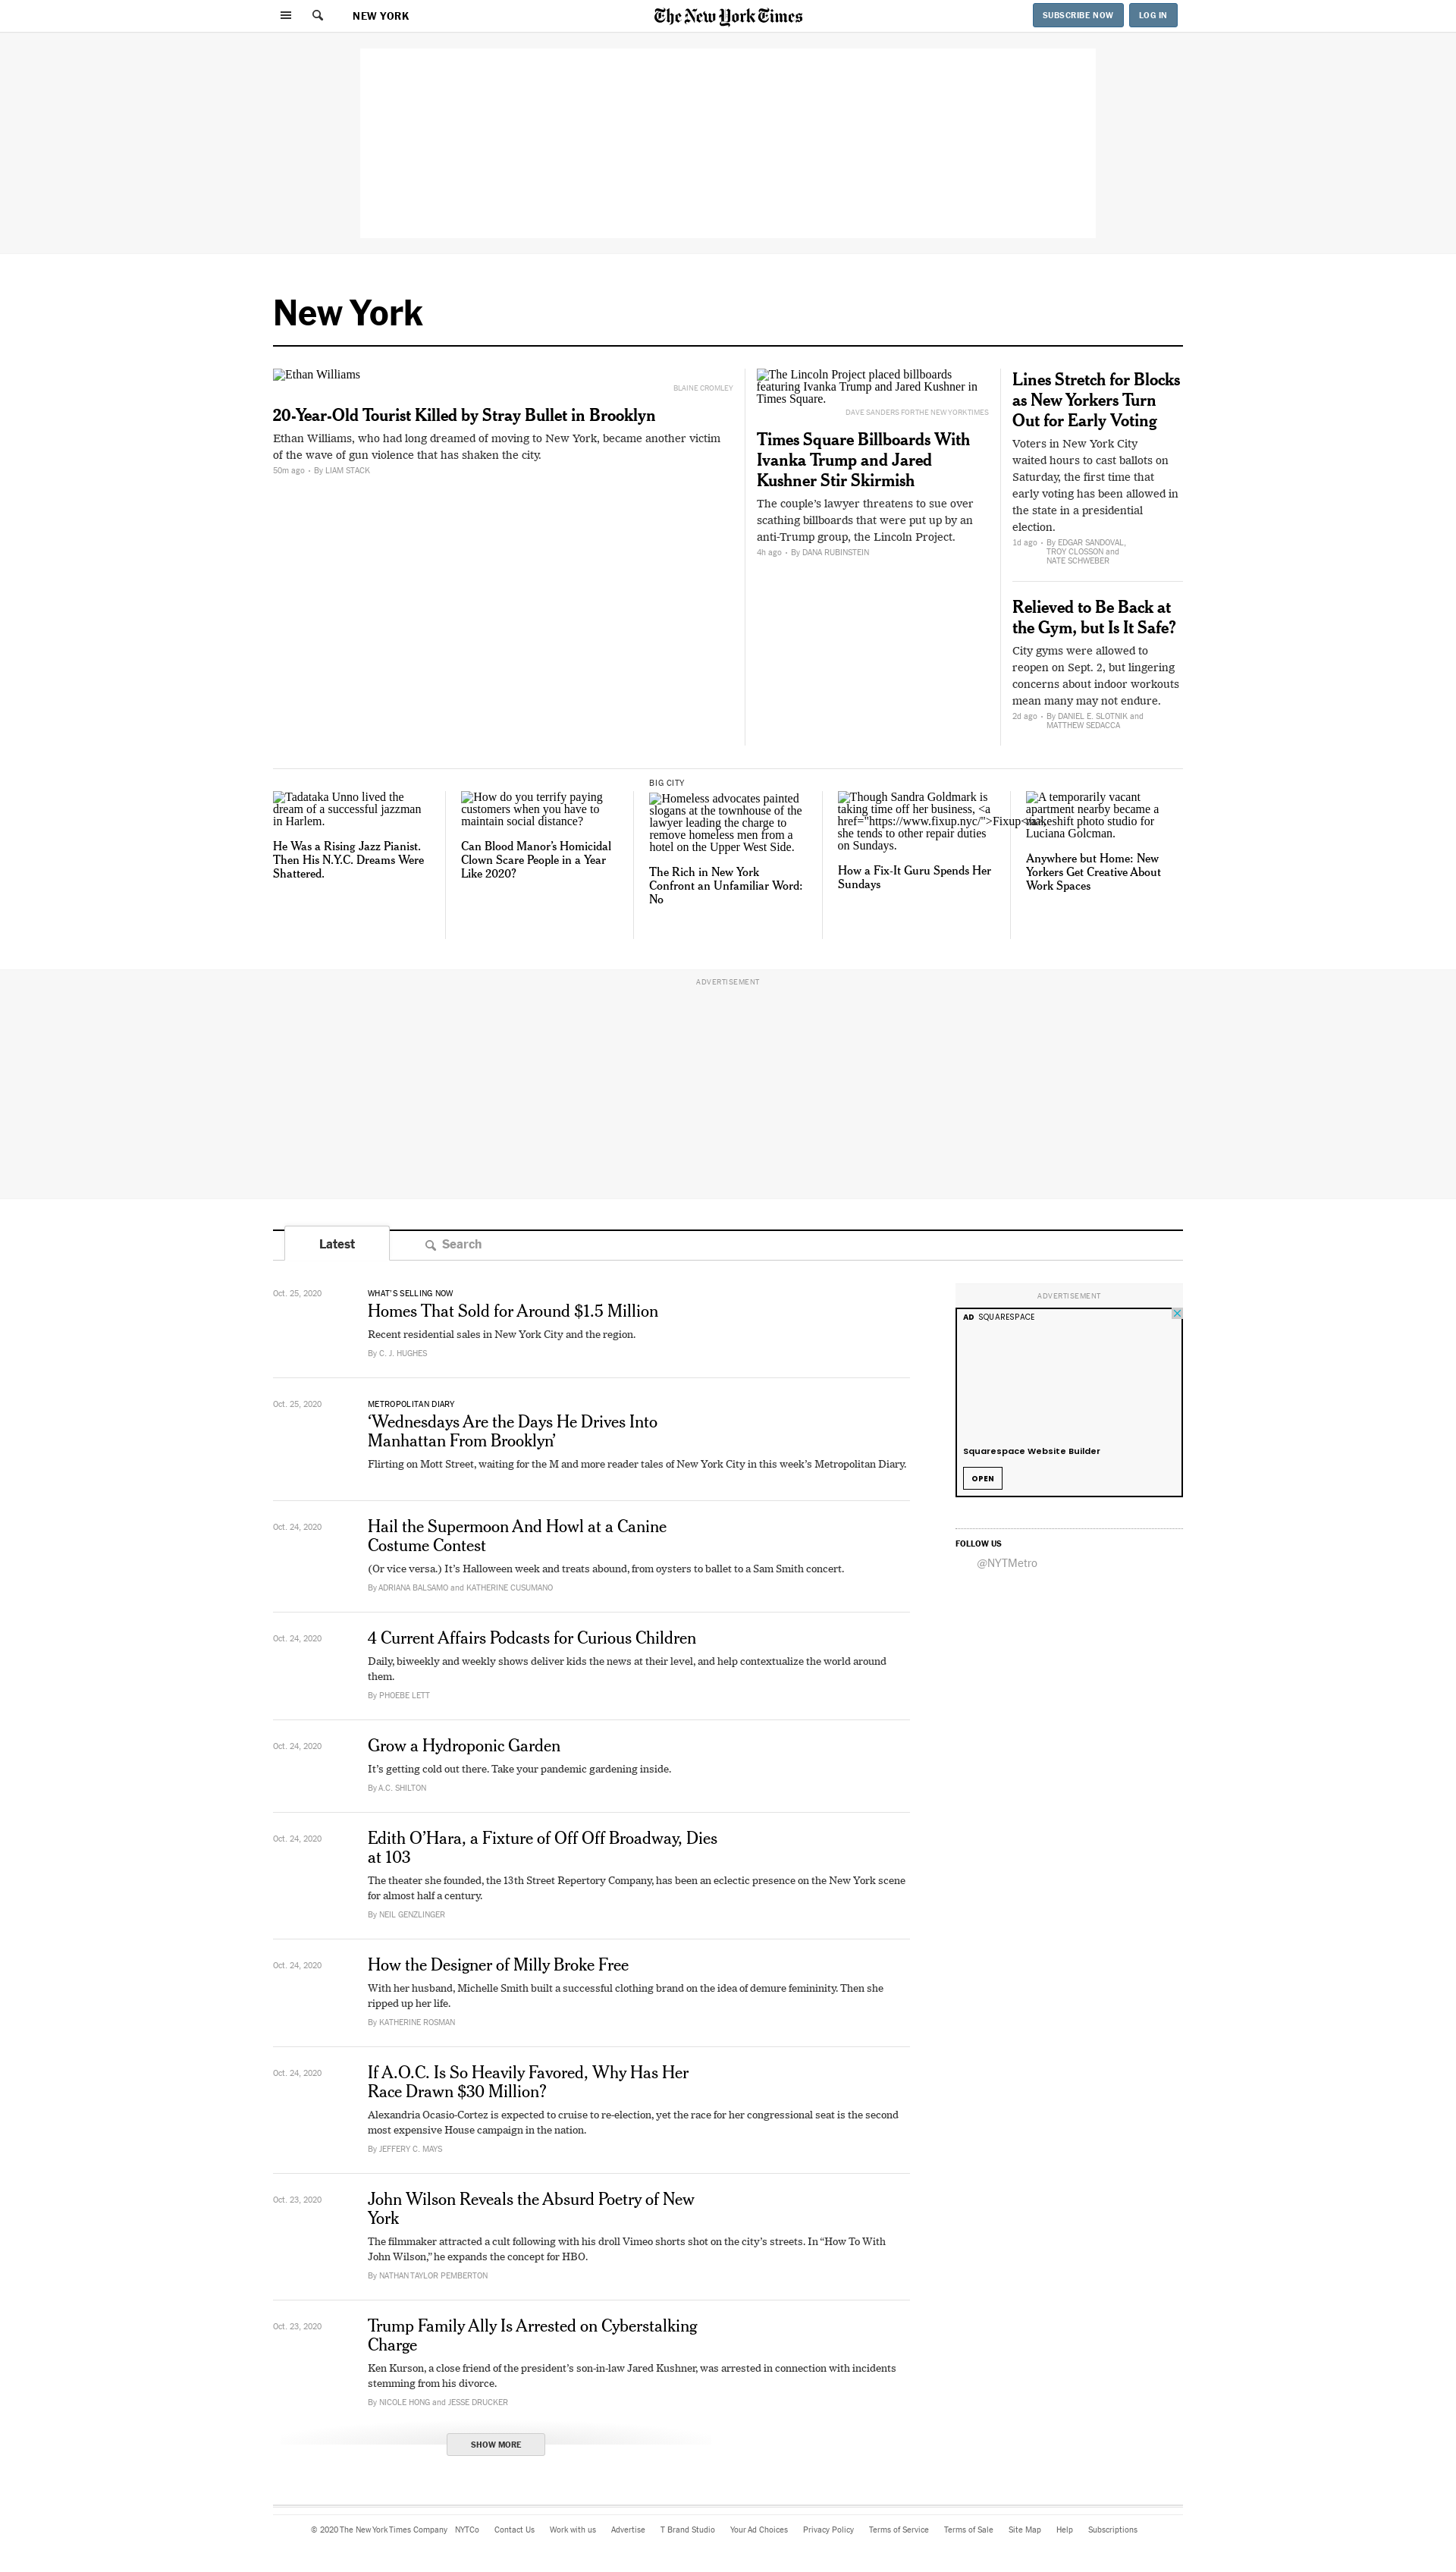 NEW YORK
The New York Times
SUBSCRIBE NOW
LOG IN
New York
Ethan Williams
BLAINE CROMLEY
20-Year-Old Tourist Killed by Stray Bullet in Brooklyn
Ethan Williams, who had long dreamed of moving to New York, became another victim
of the wave of gun violence that has shaken the city.
50m ago • By LIAM STACK
The Lincoln Project placed billboards
featuring Ivanka Trump and Jared Kushner in
Times Square.
DAVE SANDERS FOR THE NEW YORK TIMES
Times Square Billboards With
Ivanka Trump and Jared
Kushner Stir Skirmish
The couple’s lawyer threatens to sue over
scathing billboards that were put up by an
anti-Trump group, the Lincoln Project.
4h ago • By DANA RUBINSTEIN
Lines Stretch for Blocks
as New Yorkers Turn
Out for Early Voting
Voters in New York City
waited hours to cast ballots on
Saturday, the first time that
early voting has been allowed in
the state in a presidential
election.
1d ago • By EDGAR SANDOVAL,
TROY CLOSSON and
NATE SCHWEBER
Relieved to Be Back at
the Gym, but Is It Safe?
City gyms were allowed to
reopen on Sept. 2, but lingering
concerns about indoor workouts
mean many may not endure.
2d ago • By DANIEL E. SLOTNIK and
MATTHEW SEDACCA
Tadataka Unno lived the
dream of a successful jazzman
in Harlem.
He Was a Rising Jazz Pianist.
Then His N.Y.C. Dreams Were
Shattered.
How do you terrify paying
customers when you have to
maintain social distance?
Can Blood Manor’s Homicidal
Clown Scare People in a Year
Like 2020?
BIG CITY
Homeless advocates painted
slogans at the townhouse of the
lawyer leading the charge to
remove homeless men from a
hotel on the Upper West Side.
The Rich in New York
Confront an Unfamiliar Word:
No
Though Sandra Goldmark is
taking time off her business, <a
href="https://www.fixup.nyc/">Fixup</a>,
she tends to other repair duties
on Sundays.
How a Fix-It Guru Spends Her
Sundays
A temporarily vacant
apartment nearby became a
makeshift photo studio for
Luciana Golcman.
Anywhere but Home: New
Yorkers Get Creative About
Work Spaces
ADVERTISEMENT
Latest
Search
Oct. 25, 2020
WHAT’S SELLING NOW
Homes That Sold for Around $1.5 Million
Recent residential sales in New York City and the region.
By C. J. HUGHES
Oct. 25, 2020
METROPOLITAN DIARY
‘Wednesdays Are the Days He Drives Into
Manhattan From Brooklyn’
Flirting on Mott Street, waiting for the M and more reader tales of New York City in this week’s Metropolitan Diary.
Oct. 24, 2020
Hail the Supermoon And Howl at a Canine
Costume Contest
(Or vice versa.) It’s Halloween week and treats abound, from oysters to ballet to a Sam Smith concert.
By ADRIANA BALSAMO and KATHERINE CUSUMANO
Oct. 24, 2020
4 Current Affairs Podcasts for Curious Children
Daily, biweekly and weekly shows deliver kids the news at their level, and help contextualize the world around
them.
By PHOEBE LETT
Oct. 24, 2020
Grow a Hydroponic Garden
It’s getting cold out there. Take your pandemic gardening inside.
By A.C. SHILTON
Oct. 24, 2020
Edith O’Hara, a Fixture of Off Off Broadway, Dies
at 103
The theater she founded, the 13th Street Repertory Company, has been an eclectic presence on the New York scene
for almost half a century.
By NEIL GENZLINGER
Oct. 24, 2020
How the Designer of Milly Broke Free
With her husband, Michelle Smith built a successful clothing brand on the idea of demure femininity. Then she
ripped up her life.
By KATHERINE ROSMAN
Oct. 24, 2020
If A.O.C. Is So Heavily Favored, Why Has Her
Race Drawn $30 Million?
Alexandria Ocasio-Cortez is expected to cruise to re-election, yet the race for her congressional seat is the second
most expensive House campaign in the nation.
By JEFFERY C. MAYS
Oct. 23, 2020
John Wilson Reveals the Absurd Poetry of New
York
The filmmaker attracted a cult following with his droll Vimeo shorts shot on the city’s streets. In “How To With
John Wilson,” he expands the concept for HBO.
By NATHAN TAYLOR PEMBERTON
Oct. 23, 2020
Trump Family Ally Is Arrested on Cyberstalking
Charge
Ken Kurson, a close friend of the president’s son-in-law Jared Kushner, was arrested in connection with incidents
stemming from his divorce.
By NICOLE HONG and JESSE DRUCKER
SHOW MORE
ADVERTISEMENT
AD SQUARESPACE
Squarespace Website Builder
OPEN
FOLLOW US
@NYTMetro
© 2020 The New York Times Company NYTCo Contact Us Work with us Advertise T Brand Studio Your Ad Choices Privacy Policy Terms of Service Terms of Sale Site Map Help Subscriptions